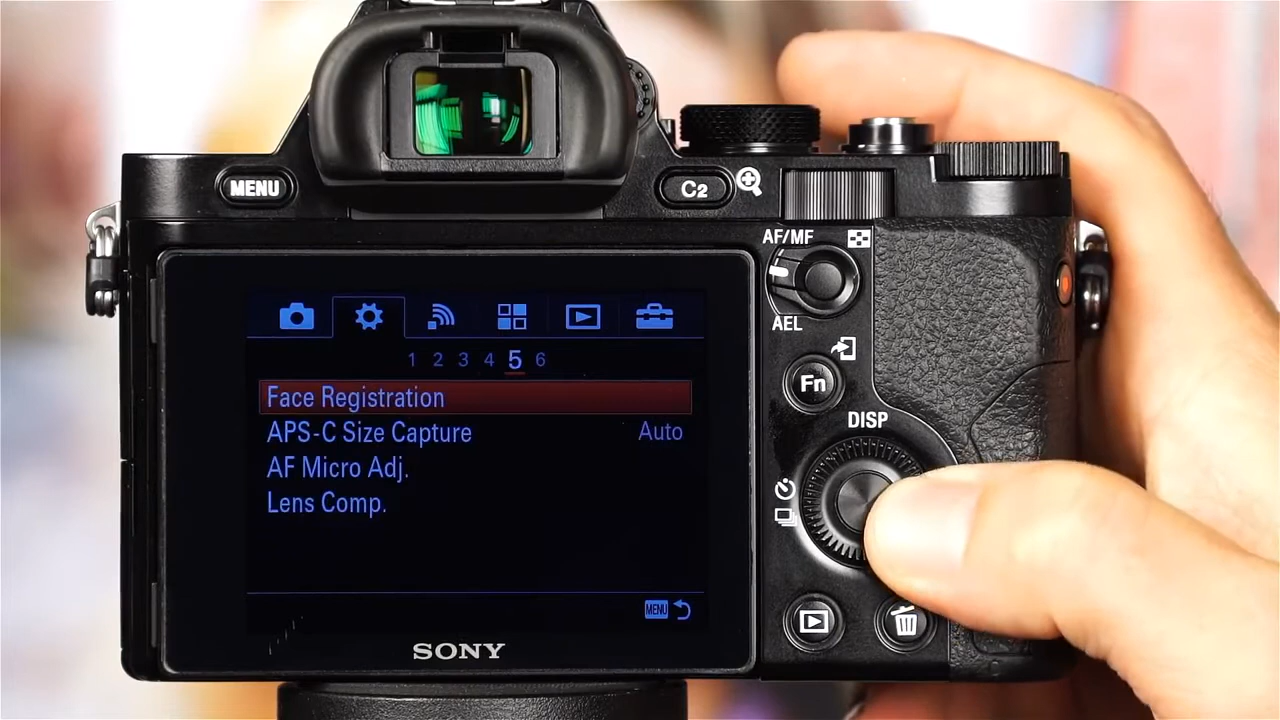 MENU
C2
AF/MF
AEL
Fn
DISP
1 2 3 4 5 6
Face Registration
APS-C Size Capture Auto
AF Micro Adj.
Lens Comp.
MENU
SONY